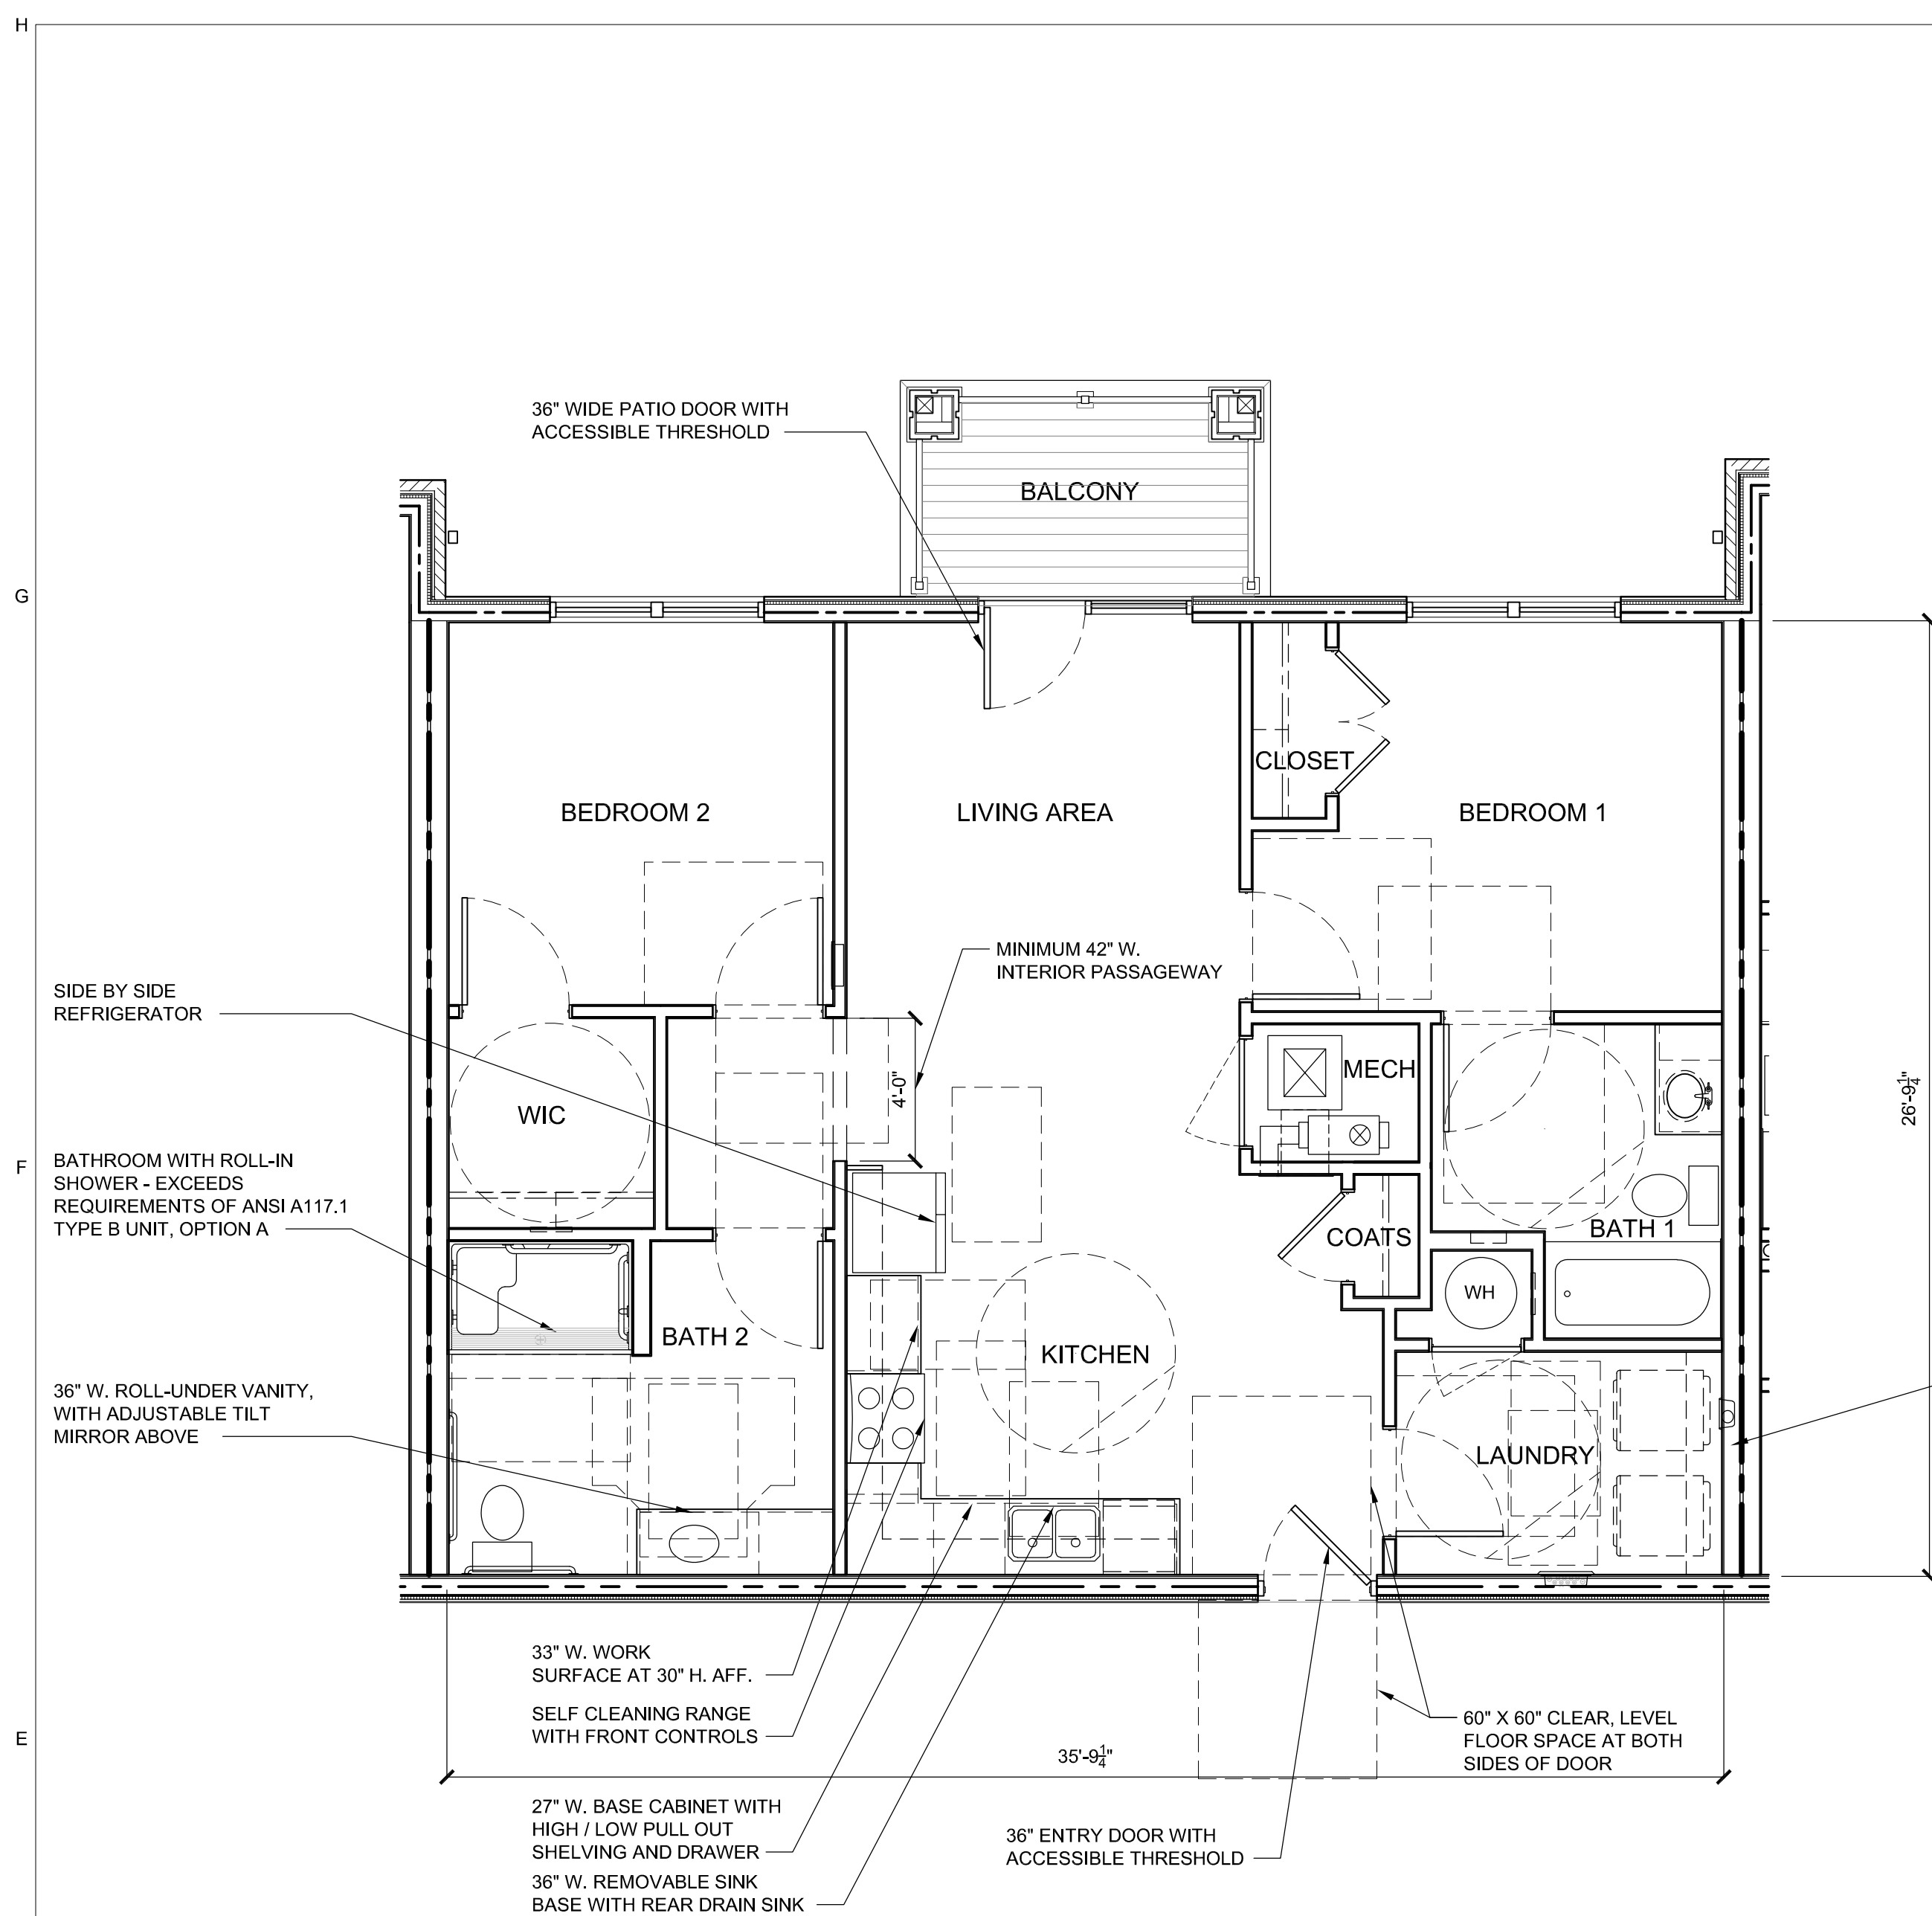 H
36" WIDE PATIO DOOR WITH
ACCESSIBLE THRESHOLD
BALCONY
G
CLOSET
BEDROOM 2
LIVING AREA
BEDROOM 1
MINIMUM 42" W.
INTERIOR PASSAGEWAY
SIDE BY SIDE
REFRIGERATOR
MECH
4'-0"
26'-9 1/4"
WIC
F
BATHROOM WITH ROLL-IN
SHOWER - EXCEEDS
REQUIREMENTS OF ANSI A117.1
TYPE B UNIT, OPTION A
COATS
BATH 1
WH
BATH 2
KITCHEN
36" W. ROLL-UNDER VANITY,
WITH ADJUSTABLE TILT
MIRROR ABOVE
LAUNDRY
33" W. WORK
SURFACE AT 30" H. AFF.
SELF CLEANING RANGE
WITH FRONT CONTROLS
E
60" X 60" CLEAR, LEVEL
FLOOR SPACE AT BOTH
SIDES OF DOOR
35'-9 1/4"
27" W. BASE CABINET WITH
HIGH / LOW PULL OUT
SHELVING AND DRAWER
36" ENTRY DOOR WITH
ACCESSIBLE THRESHOLD
36" W. REMOVABLE SINK
BASE WITH REAR DRAIN SINK